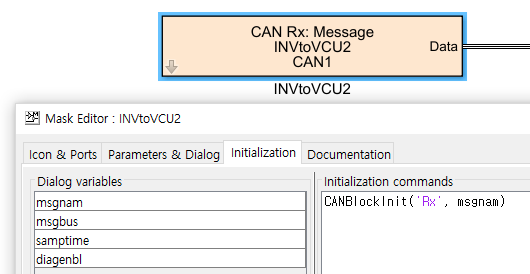 CAN Rx: Message
INVtoVCU2
CAN1
Data
INVtoVCU2
Mask Editor : INVtoVCU2
Icon & Ports
Parameters & Dialog
Initialization
Documentation
Dialog variables
msgnam
msgbus
samptime
diagenbl
Initialization commands
CANBlockInit('Rx', msgnam)